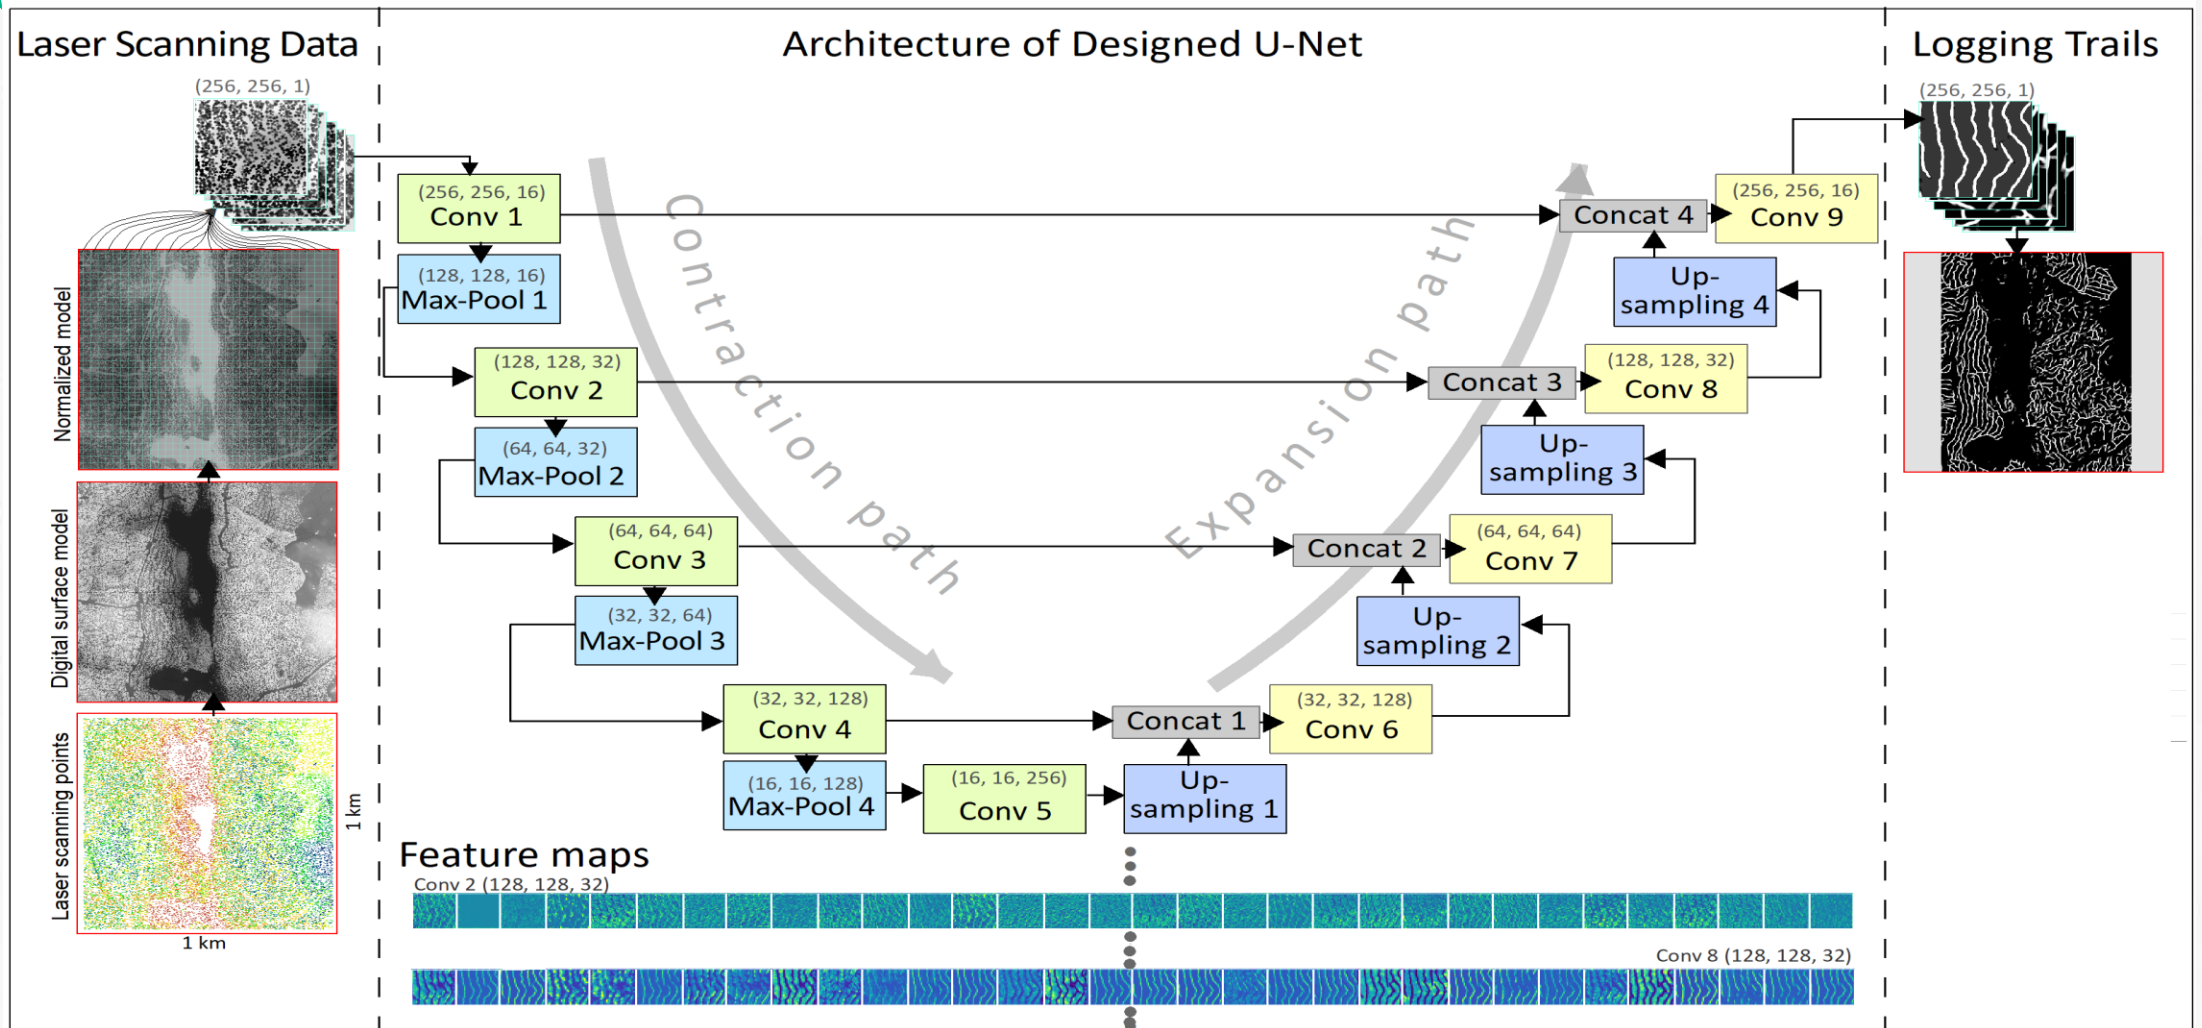 Laser Scanning Data
(256, 256, 1)
Normalized model
Digital surface model
Laser scanning points
1 km
1 km
Architecture of Designed U-Net
(256, 256, 16)
Conv 1
(128, 128, 16)
Max-Pool 1
(128, 128, 32)
Conv 2
(64, 64, 32)
Max-Pool 2
(64, 64, 64)
Conv 3
(32, 32, 64)
Max-Pool 3
(32, 32, 128)
Conv 4
(16, 16, 128)
Max-Pool 4
(16, 16, 256)
Conv 5
Contraction path
Expansion path
Up-
sampling 1
Concat 1
(32, 32, 128)
Conv 6
Up-
sampling 2
Concat 2
(64, 64, 64)
Conv 7
Up-
sampling 3
Concat 3
(128, 128, 32)
Conv 8
Up-
sampling 4
Concat 4
(256, 256, 16)
Conv 9
Feature maps
Conv 2 (128, 128, 32)
Conv 8 (128, 128, 32)
Logging Trails
(256, 256, 1)